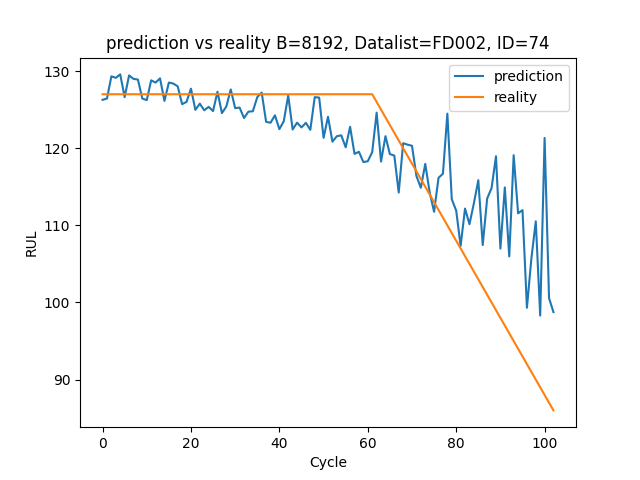 prediction vs reality B=8192, Datalist=FD002, ID=74
prediction
reality
130
120
110
100
90
RUL
0 20 40 60 80 100
Cycle